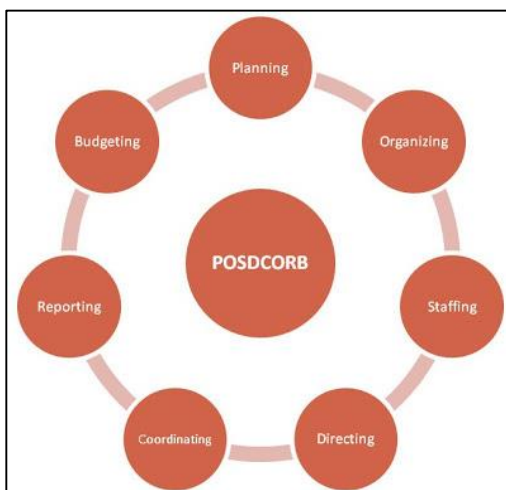 Planning
Organizing
Staffing
Directing
Coordinating
Reporting
Budgeting
POSDCORB